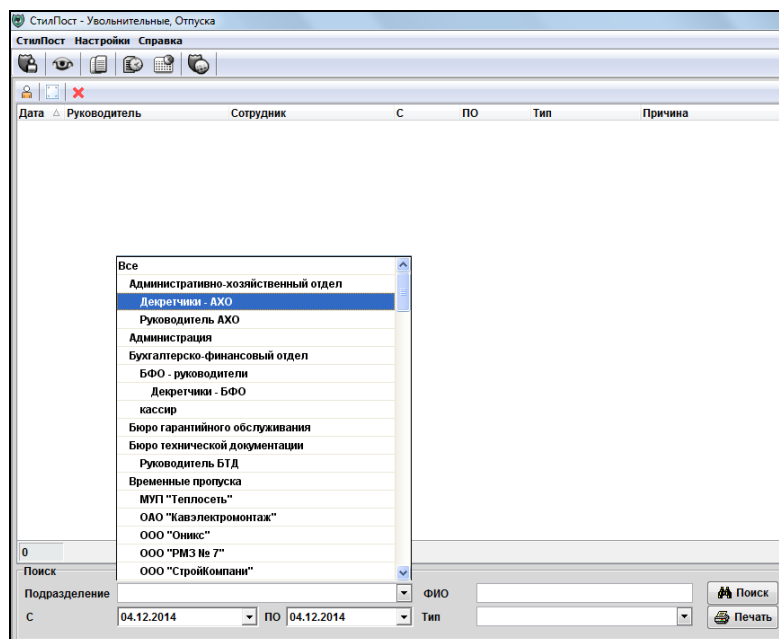 СтилПост - Увольнительные, Отпуска
СтилПост Настройки Справка
Дата Руководитель Сотрудник С ПО Тип Причина
Все
Административно-хозяйственный отдел
Декретчики - АХО
Руководитель АХО
Администрация
Бухгалтерско-финансовый отдел
БФО - руководители
Декретчики - БФО
кассир
Бюро гарантийного обслуживания
Бюро технической документации
Руководитель БТД
Временные пропуска
МУП "Теплосеть"
ОАО "Кавэлектромонтаж"
ООО "Оникс"
0 ООО "РМЗ № 7"
Поиск ООО "СтройКомпани"
Подразделение ФИО Поиск
С 04.12.2014 ПО 04.12.2014 Тип Печать